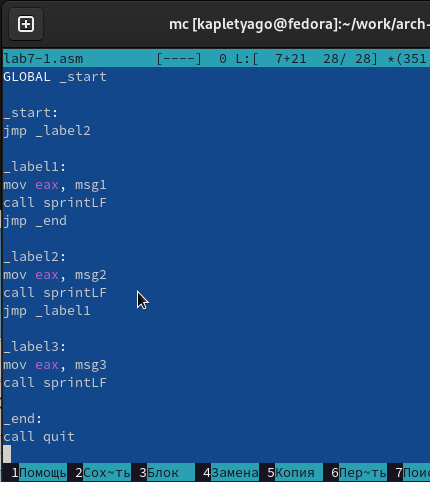 mc [kapletyago@fedora]:~/work/arch-
lab7-1.asm [----] 0 L:[ 7+21 28/ 28] *(351
GLOBAL _start
_start:
jmp _label2
_label1:
mov eax, msg1
call sprintLF
jmp _end
_label2:
mov eax, msg2
call sprintLF
jmp _label1
_label3:
mov eax, msg3
call sprintLF
_end:
call quit
1Помощь 2Сох~ть 3Блок 4Замена 5Копия 6Пер~ть 7Поис